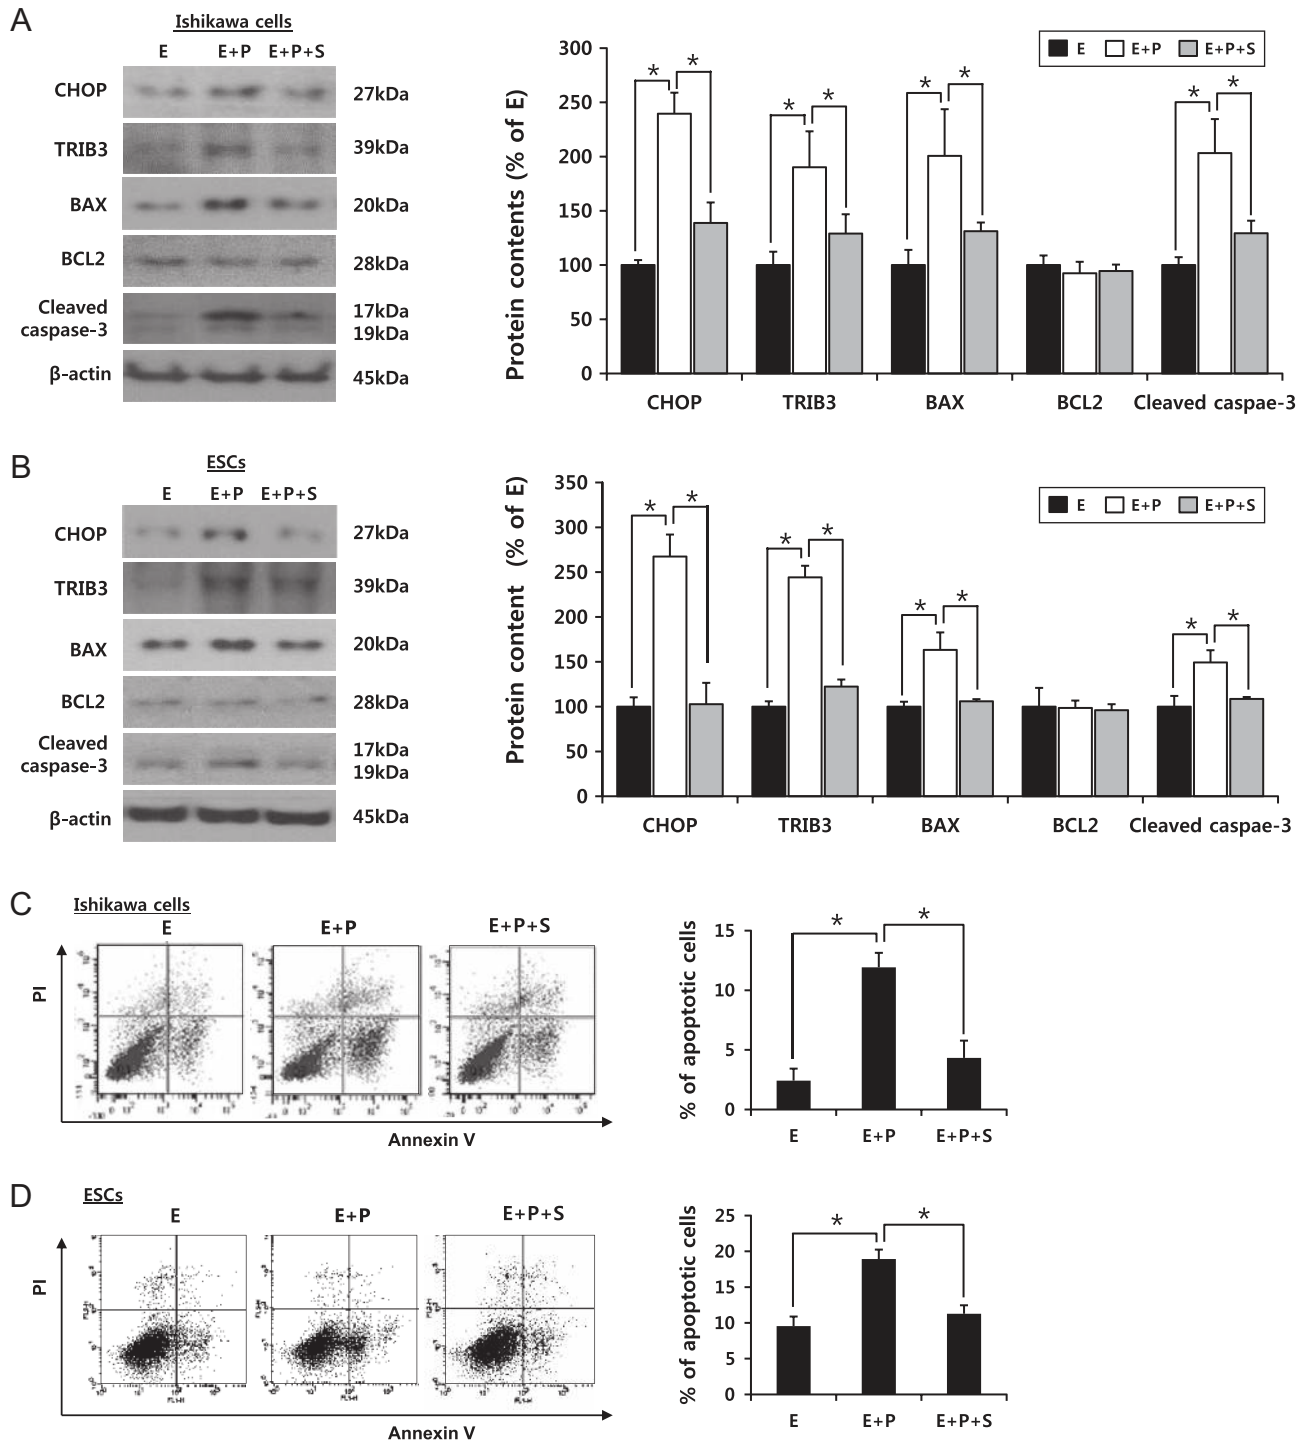 A
Ishikawa cells
E E+P E+P+S
CHOP 27kDa
TRIB3 39kDa
BAX 20kDa
BCL2 28kDa
Cleaved
caspase-3
17kDa
19kDa
β-actin 45kDa
Protein contents (% of E)
300
250
200
150
100
50
0
E E+P E+P+S
* * * * * * * *
CHOP TRIB3 BAX BCL2 Cleaved caspae-3
B
ESCs
E E+P E+P+S
CHOP 27kDa
TRIB3 39kDa
BAX 20kDa
BCL2 28kDa
Cleaved
caspase-3
17kDa
19kDa
β-actin 45kDa
Protein content (% of E)
350
300
250
200
150
100
50
0
E E+P E+P+S
* * * * * * * *
CHOP TRIB3 BAX BCL2 Cleaved caspae-3
C
Ishikawa cells
E E+P E+P+S
PI
Annexin V
% of apoptotic cells
15
10
5
0
* *
E E+P E+P+S
D
ESCs
E E+P E+P+S
PI
Annexin V
% of apoptotic cells
25
20
15
10
5
0
* *
E E+P E+P+S